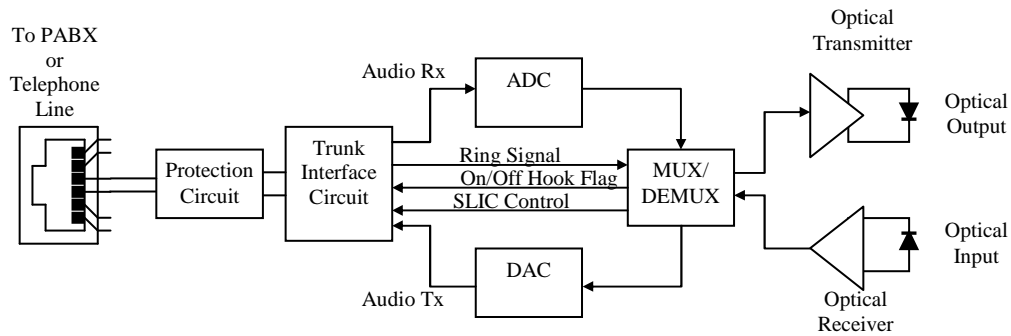 To PABX
or
Telephone
Line
Protection
Circuit
Trunk
Interface
Circuit
Audio Rx
ADC
Ring Signal
On/Off Hook Flag
SLIC Control
Audio Tx
DAC
MUX/
DEMUX
Optical
Transmitter
Optical
Output
Optical
Input
Optical
Receiver